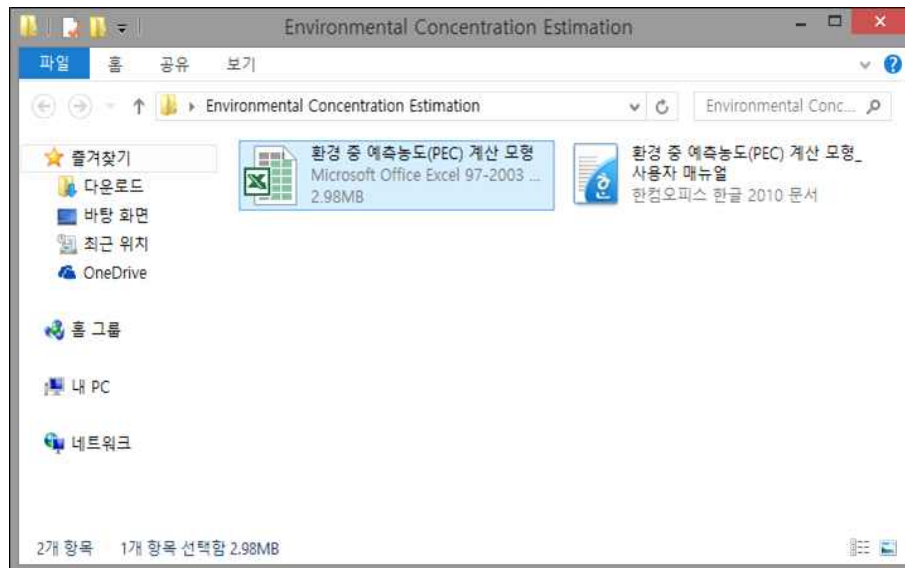 Environmental Concentration Estimation
파일 홈 공유 보기
Environmental Concentration Estimation Environmental Conc...
즐겨찾기
다운로드
바탕 화면
최근 위치
OneDrive
홈 그룹
내 PC
네트워크
환경 중 예측농도(PEC) 계산 모형
Microsoft Office Excel 97-2003 ...
2.98MB
환경 중 예측농도(PEC) 계산 모형_
사용자 매뉴얼
한컴오피스 한글 2010 문서
2개 항목 1개 항목 선택함 2.98MB